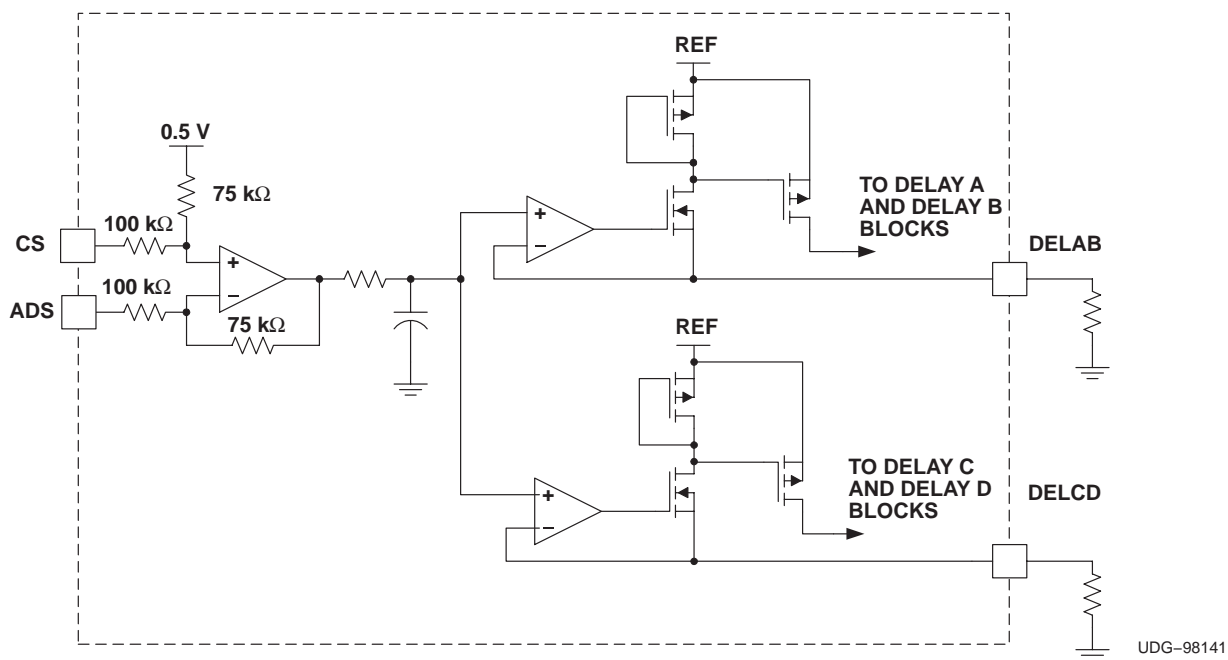 REF
0.5 V
75 kΩ
100 kΩ
CS
+
−
100 kΩ
ADS
75 kΩ
+
−
TO DELAY A
AND DELAY B
BLOCKS
DELAB
REF
+
−
TO DELAY C
AND DELAY D
BLOCKS
DELCD
UDG−98141